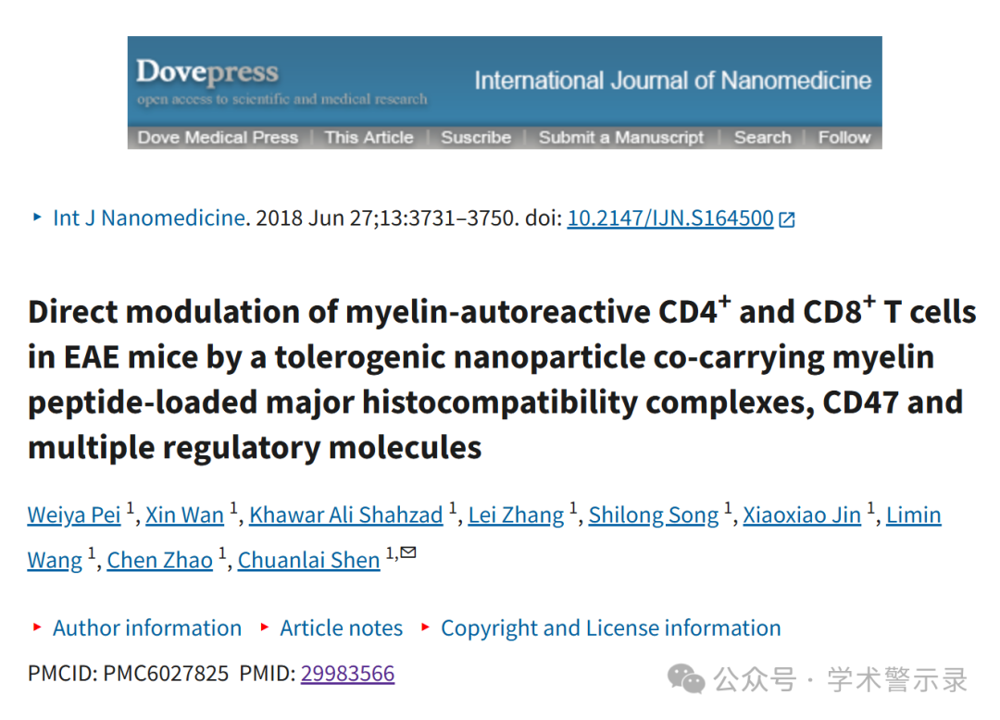 Dovepress
open access to scientific and medical research
International Journal of Nanomedicine
Dove Medical Press | This Article | Suscribe | Submit a Manuscript | Search | Follow
Int J Nanomedicine. 2018 Jun 27;13:3731–3750. doi: 10.2147/IJN.S164500
Direct modulation of myelin-autoreactive CD4+ and CD8+ T cells
in EAE mice by a tolerogenic nanoparticle co-carrying myelin
peptide-loaded major histocompatibility complexes, CD47 and
multiple regulatory molecules
Weiya Pei 1, Xin Wan 1, Khawar Ali Shahzad 1, Lei Zhang 1, Shilong Song 1, Xiaoxiao Jin 1, Limin
Wang 1, Chen Zhao 1, Chuanlai Shen 1,✉
Author information Article notes Copyright and License information
PMCID: PMC6027825 PMID: 29983566
公众号 · 学术警示录